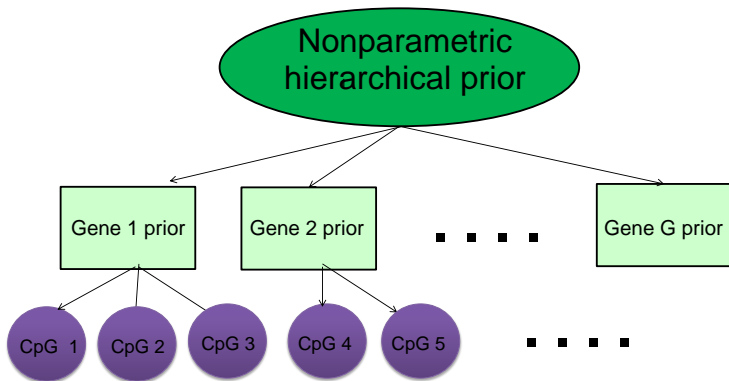 Nonparametric
hierarchical prior
Gene 1 prior
Gene 2 prior
Gene G prior
CpG 1
CpG 2
CpG 3
CpG 4
CpG 5